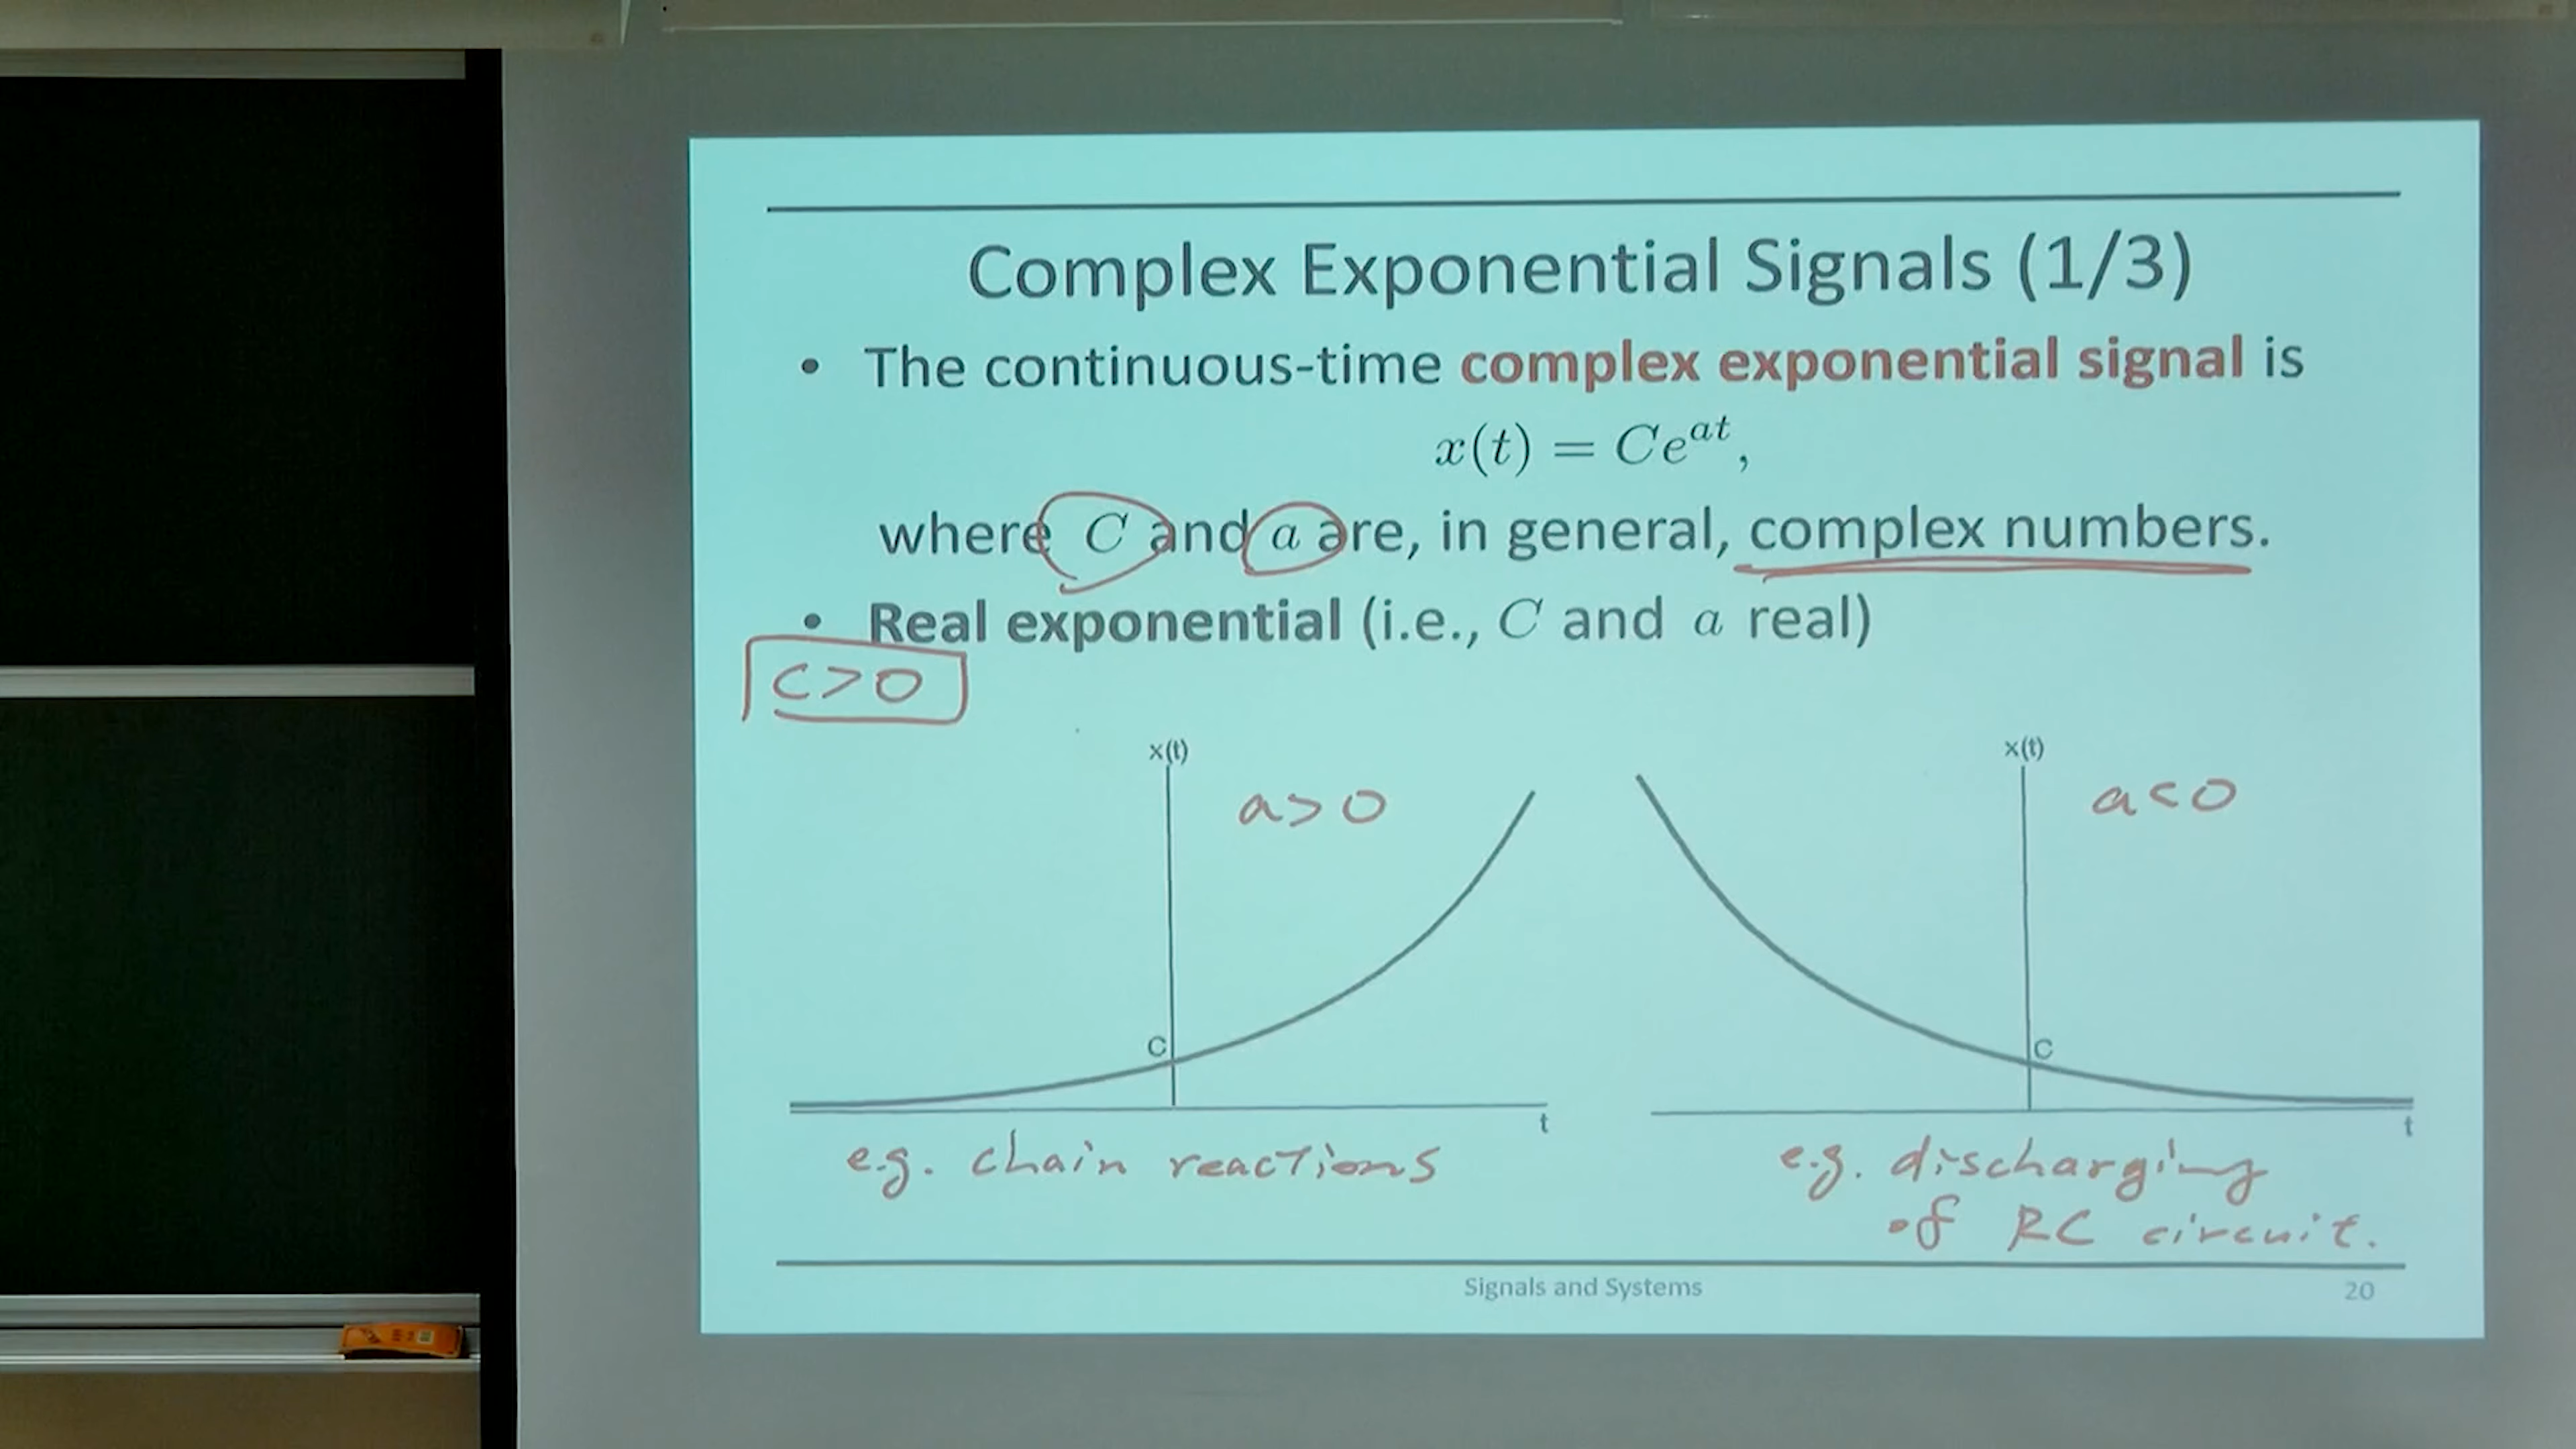 Complex Exponential Signals (1/3)
• The continuous-time complex exponential signal is
x(t) = Ce^{at},
where C and a are, in general, complex numbers.
• Real exponential (i.e., C and a real)
C>0
x(t)
a>0
C
t
e.g. chain reactions
x(t)
a<0
C
t
e.g. discharging
of RC circuit.
Signals and Systems
20